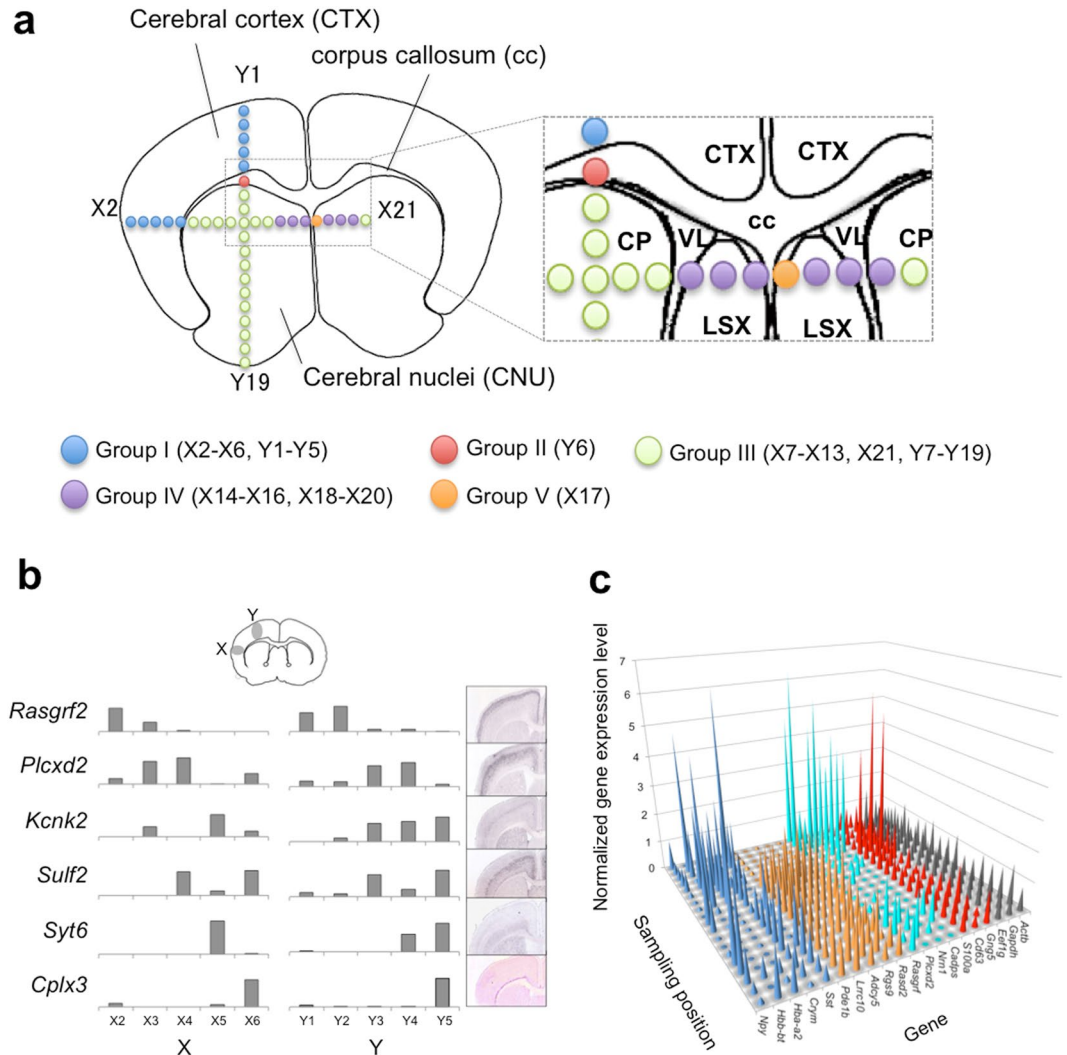 a
Cerebral cortex (CTX)
corpus callosum (cc)
Y1
X2
X21
Y19
Cerebral nuclei (CNU)
CTX CTX
cc
CP VL VL CP
LSX LSX
Group I (X2-X6, Y1-Y5)
Group II (Y6)
Group III (X7-X13, X21, Y7-Y19)
Group IV (X14-X16, X18-X20)
Group V (X17)
b
Y
X
Rasgrf2
Plcxd2
Kcnk2
Sulf2
Syt6
Cplx3
X2 X3 X4 X5 X6 Y1 Y2 Y3 Y4 Y5
X Y
c
Normalized gene expression level
7
6
5
4
3
2
1
0
Sampling position
Gene
Npy
Hbb-bt
Hba-a2
Crym
Sst
Pde1b
Lrrc10
Adcy5
Rgs9
Rasd2
Rasgrf
Plcxd2
Nrn1
Cadps
S100a
Cd63
Gng5
Eef1g
Gapdh
Actb